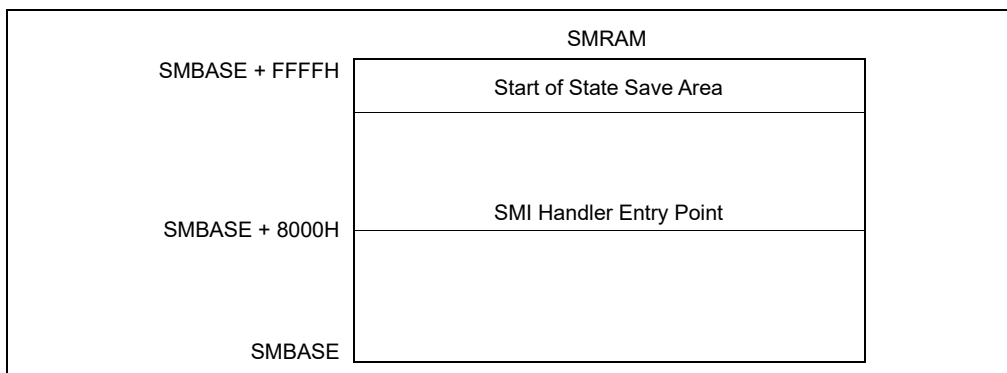 SMRAM
SMBASE + FFFFH
Start of State Save Area
SMI Handler Entry Point
SMBASE + 8000H
SMBASE